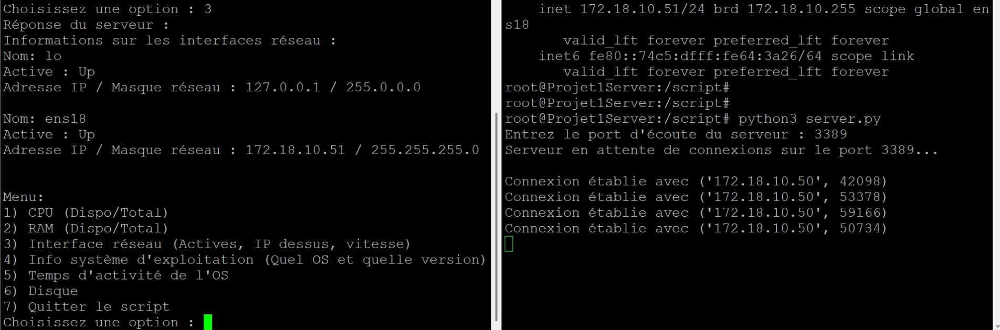 Choisissez une option : 3
Réponse du serveur :
Informations sur les interfaces réseau :
Nom: lo
Active : Up
Adresse IP / Masque réseau : 127.0.0.1 / 255.0.0.0
Nom: ens18
Active : Up
Adresse IP / Masque réseau : 172.18.10.51 / 255.255.255.0
Menu:
1) CPU (Dispo/Total)
2) RAM (Dispo/Total)
3) Interface réseau (Actives, IP dessus, vitesse)
4) Info système d'exploitation (Quel OS et quelle version)
5) Temps d'activité de l'OS
6) Disque
7) Quitter le script
Choisissez une option :
inet 172.18.10.51/24 brd 172.18.10.255 scope global en
s18
valid_lft forever preferred_lft forever
inet6 fe80::74c5:dfff:fe64:3a26/64 scope link
valid_lft forever preferred_lft forever
root@Projet1Server:/script#
root@Projet1Server:/script#
root@Projet1Server:/script# python3 server.py
Entrez le port d'écoute du serveur : 3389
Serveur en attente de connexions sur le port 3389...
Connexion établie avec ('172.18.10.50', 42098)
Connexion établie avec ('172.18.10.50', 53378)
Connexion établie avec ('172.18.10.50', 59166)
Connexion établie avec ('172.18.10.50', 50734)